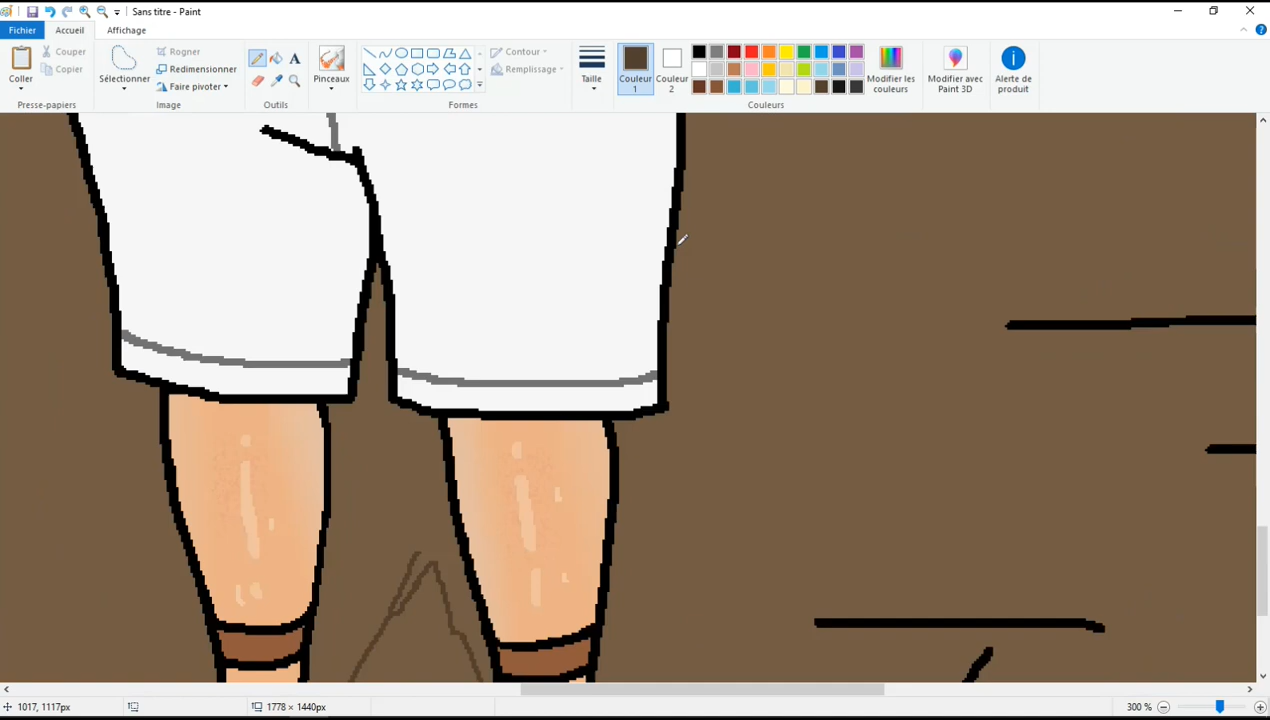 Sans titre - Paint
Fichier
Accueil
Affichage
Coller
Couper
Copier
Presse-papiers
Sélectionner
Rogner
Redimensionner
Faire pivoter
Image
A
Outils
Pinceaux
Contour
Remplissage
Formes
Taille
Couleur
1
Couleur
2
Modifier les
couleurs
Couleurs
Modifier avec
Paint 3D
Alerte de
produit
1017, 1117px
1778 × 1440px
300 %